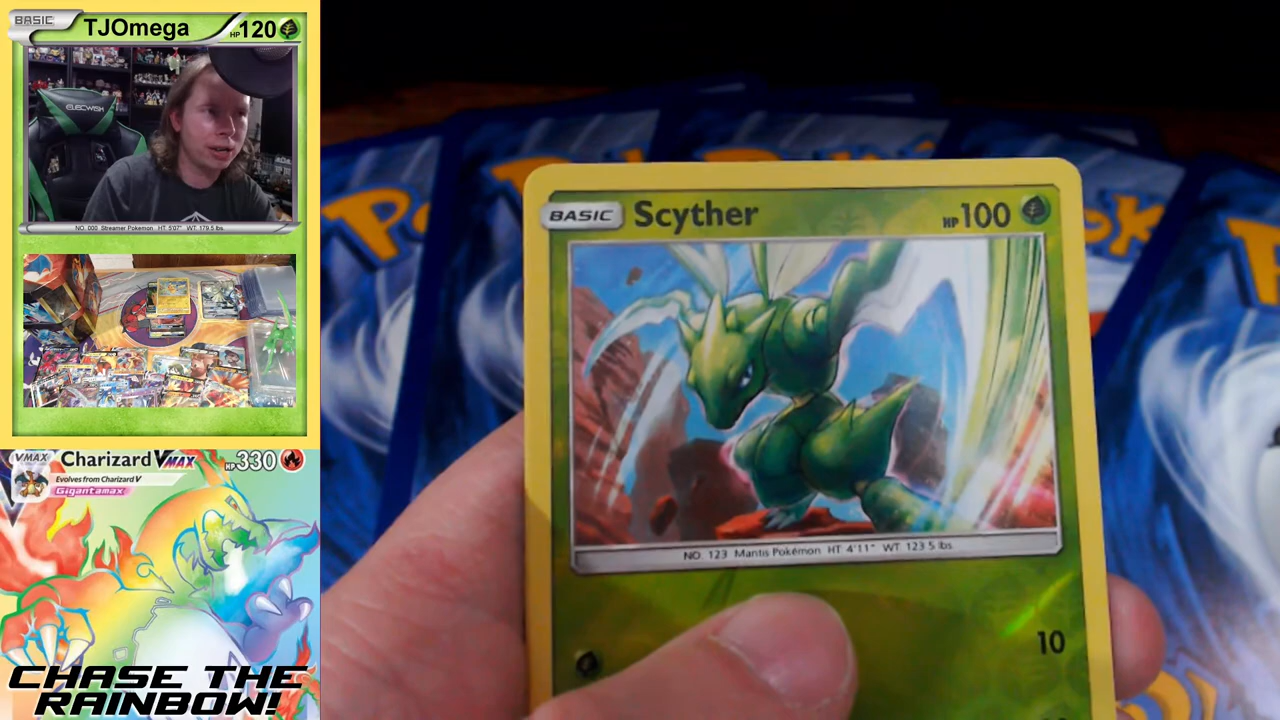 BASIC
TJOmega
HP120
ELECWISH
NO. 000 Streamer Pokemon HT 5'07" WT: 179.5 lbs.
VMAX
Charizard VMAX
HP330
Evolves from Charizard V
Gigantamax
CHASE THE
RAINBOW!
BASIC
Scyther
HP100
NO. 123 Mantis Pokémon HT 4'11" WT 123.5 lbs.
10